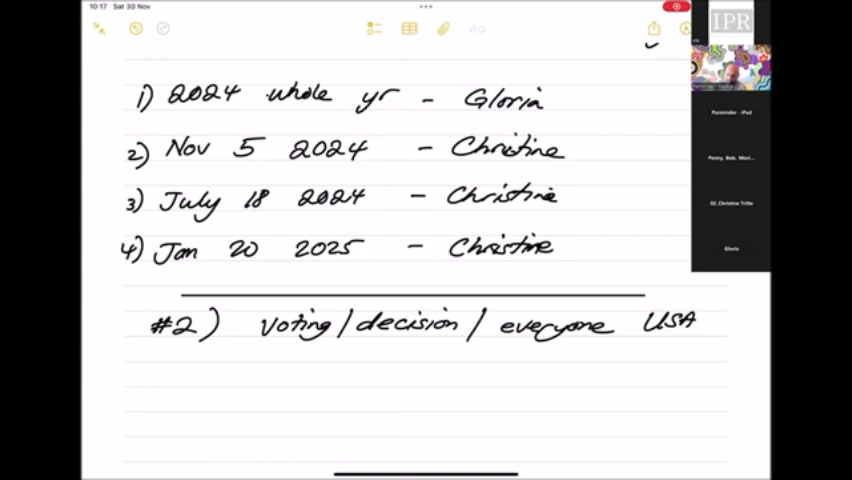 10:17 Sat 30 Nov
IPR
Parminder - iPad
Penny, Bob, Mavi...
SE Christine Trillo
Gloria
1) 2024 whole yr - Gloria
2) Nov 5 2024 - Christine
3) July 18 2024 - Christine
4) Jan 20 2025 - Christine
#2) voting/decision/ everyone USA